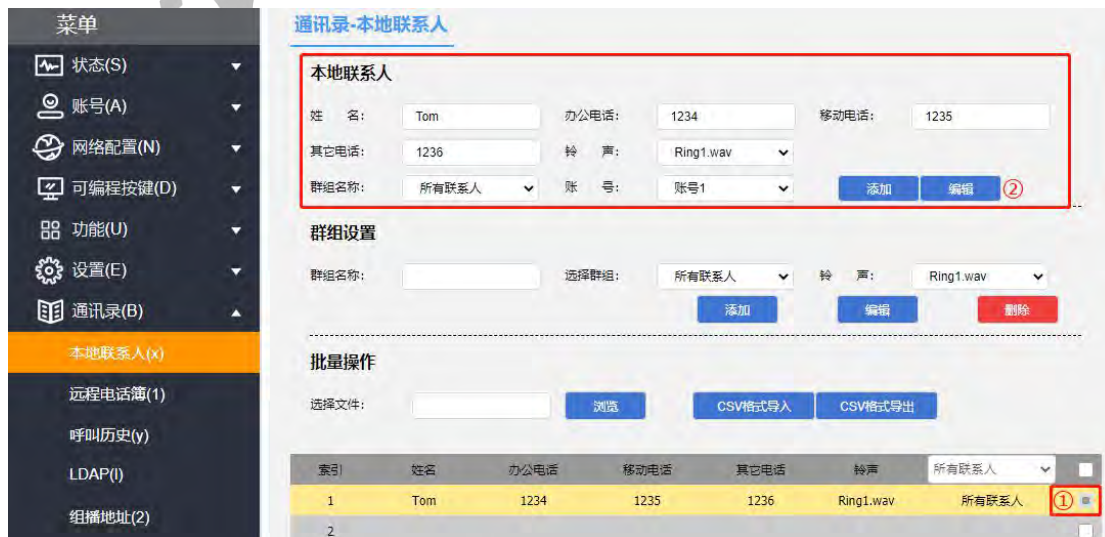 菜单
状态(S)
账号(A)
网络配置(N)
可编程按键(D)
功能(U)
设置(E)
通讯录(B)
本地联系人(x)
远程电话簿(1)
呼叫历史(y)
LDAP(l)
组播地址(2)
通讯录-本地联系人
本地联系人
姓 名: Tom 办公电话: 1234 移动电话: 1235
其它电话: 1236 铃 声: Ring1.wav
群组名称: 所有联系人 账 号: 账号1 添加 编辑 ②
群组设置
群组名称: 选择群组: 所有联系人 铃 声: Ring1.wav
添加 编辑 删除
批量操作
选择文件: 浏览 CSV格式导入 CSV格式导出
索引 姓名 办公电话 移动电话 其它电话 铃声 所有联系人
1 Tom 1234 1235 1236 Ring1.wav 所有联系人 ①
2